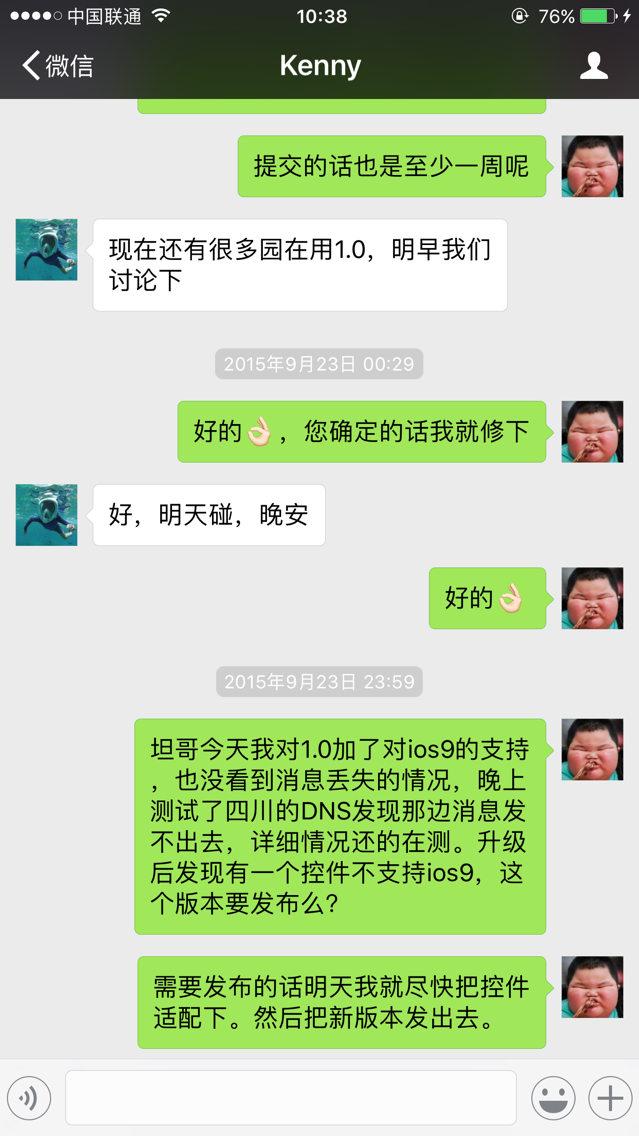 中国联通 10:38 76%
微信 Kenny
提交的话也是至少一周呢
现在还有很多园在用1.0，明早我们
讨论下
2015年9月23日 00:29
好的👌🏻，您确定的话我就修下
好，明天碰，晚安
好的👌🏻
2015年9月23日 23:59
坦哥今天我对1.0加了对ios9的支持
，也没看到消息丢失的情况，晚上
测试了四川的DNS发现那边消息发
不出去，详细情况还的在测。升级
后发现有一个控件不支持ios9，这
个版本要发布么?
需要发布的话明天我就尽快把控件
适配下。然后把新版本发出去。